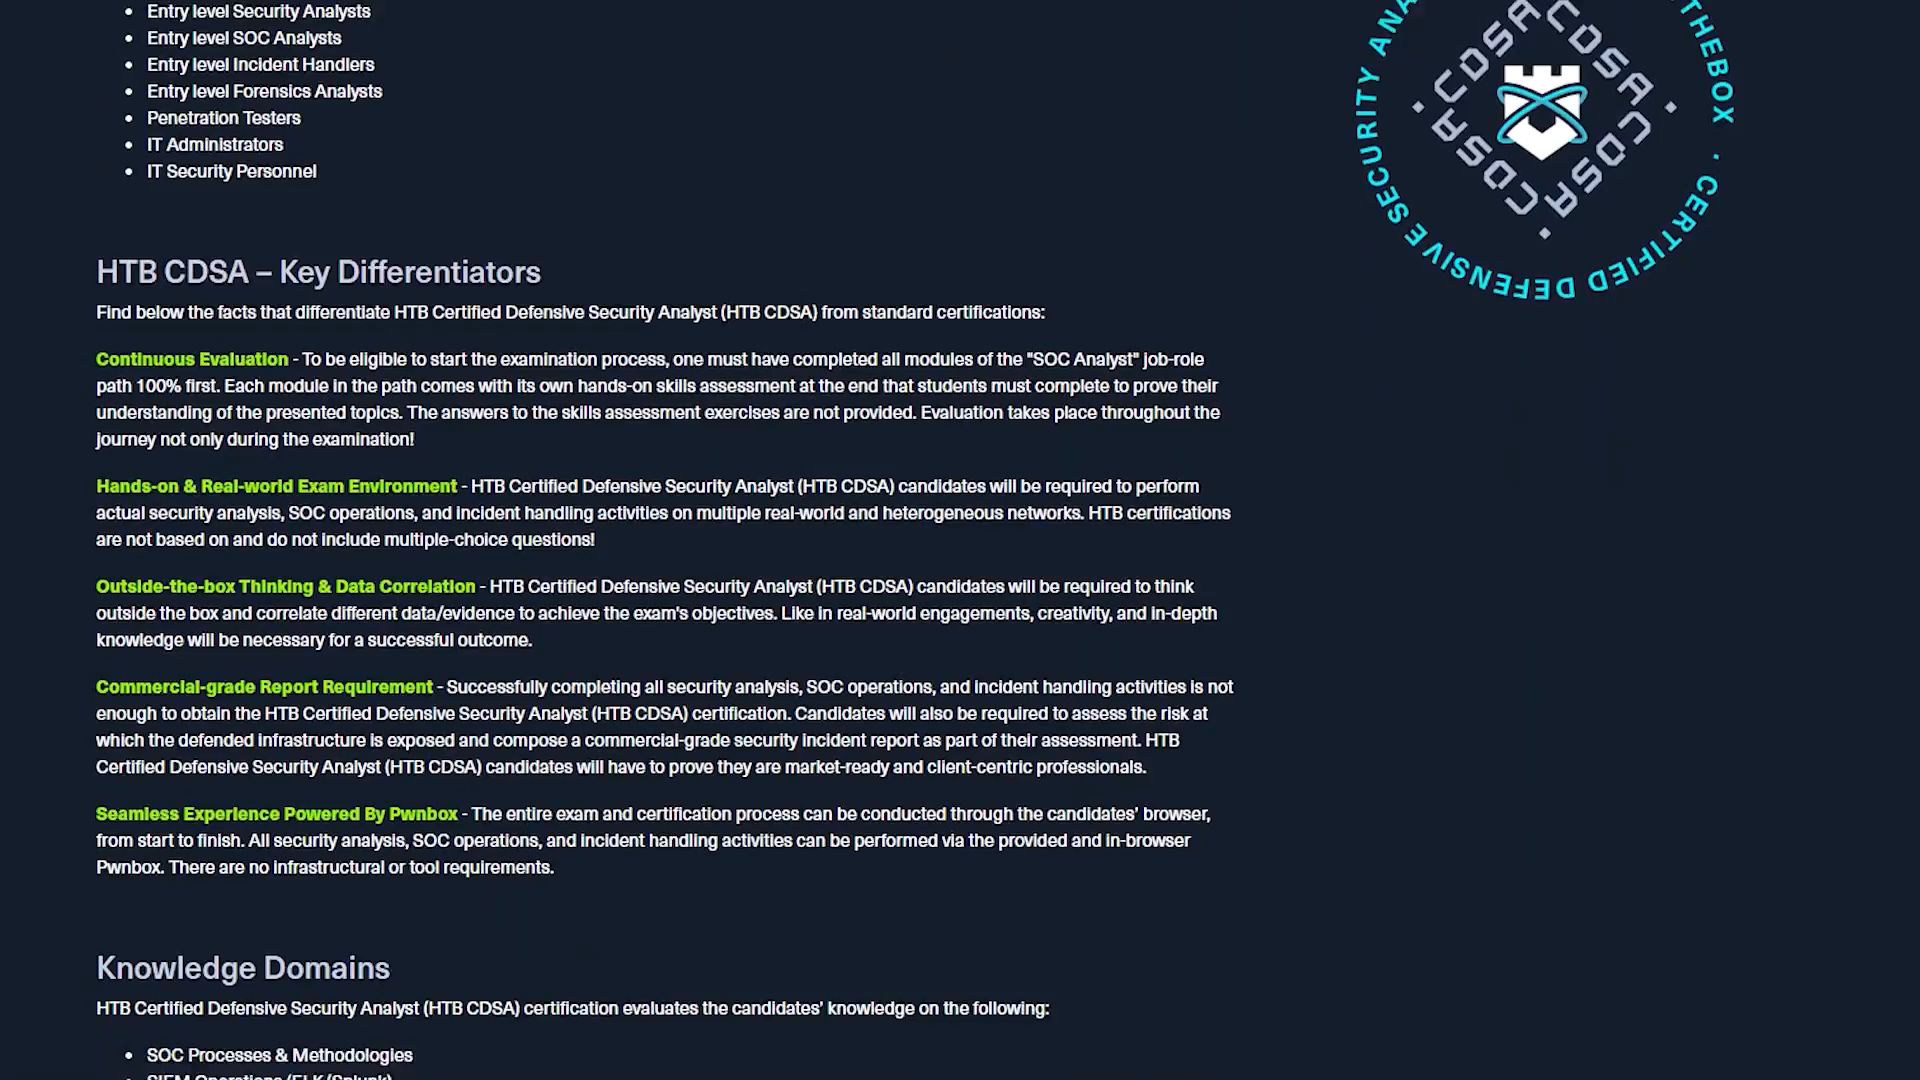 Entry level Security Analysts
Entry level SOC Analysts
Entry level Incident Handlers
Entry level Forensics Analysts
Penetration Testers
IT Administrators
IT Security Personnel
THEBOX · CERTIFIED DEFENSIVE SECURITY ANA
CDSA
CDSA
CDSA
CDSA
HTB CDSA – Key Differentiators
Find below the facts that differentiate HTB Certified Defensive Security Analyst (HTB CDSA) from standard certifications:
Continuous Evaluation - To be eligible to start the examination process, one must have completed all modules of the "SOC Analyst" job-role
path 100% first. Each module in the path comes with its own hands-on skills assessment at the end that students must complete to prove their
understanding of the presented topics. The answers to the skills assessment exercises are not provided. Evaluation takes place throughout the
journey not only during the examination!
Hands-on & Real-world Exam Environment - HTB Certified Defensive Security Analyst (HTB CDSA) candidates will be required to perform
actual security analysis, SOC operations, and incident handling activities on multiple real-world and heterogeneous networks. HTB certifications
are not based on and do not include multiple-choice questions!
Outside-the-box Thinking & Data Correlation - HTB Certified Defensive Security Analyst (HTB CDSA) candidates will be required to think
outside the box and correlate different data/evidence to achieve the exam's objectives. Like in real-world engagements, creativity, and in-depth
knowledge will be necessary for a successful outcome.
Commercial-grade Report Requirement - Successfully completing all security analysis, SOC operations, and incident handling activities is not
enough to obtain the HTB Certified Defensive Security Analyst (HTB CDSA) certification. Candidates will also be required to assess the risk at
which the defended infrastructure is exposed and compose a commercial-grade security incident report as part of their assessment. HTB
Certified Defensive Security Analyst (HTB CDSA) candidates will have to prove they are market-ready and client-centric professionals.
Seamless Experience Powered By Pwnbox - The entire exam and certification process can be conducted through the candidates' browser,
from start to finish. All security analysis, SOC operations, and incident handling activities can be performed via the provided and in-browser
Pwnbox. There are no infrastructural or tool requirements.
Knowledge Domains
HTB Certified Defensive Security Analyst (HTB CDSA) certification evaluates the candidates' knowledge on the following:
SOC Processes & Methodologies
SIEM Operations (ELK/Splunk)